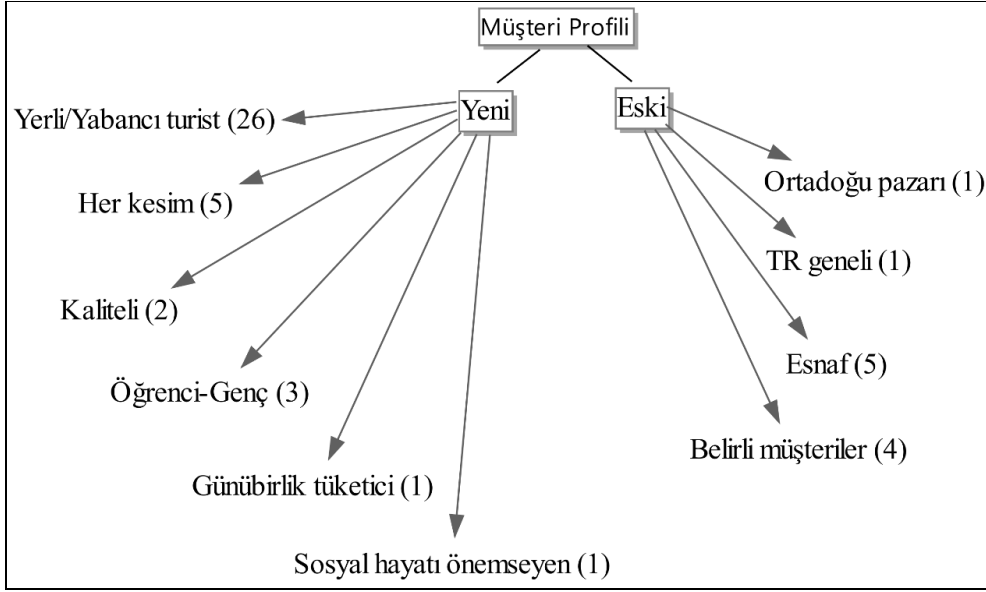 Müşteri Profili
Yeni
Eski
Yerli/Yabancı turist (26)
Her kesim (5)
Kaliteli (2)
Öğrenci-Genç (3)
Günübirlik tüketici (1)
Sosyal hayatı önemseyen (1)
Ortadoğu pazarı (1)
TR geneli (1)
Esnaf (5)
Belirli müşteriler (4)